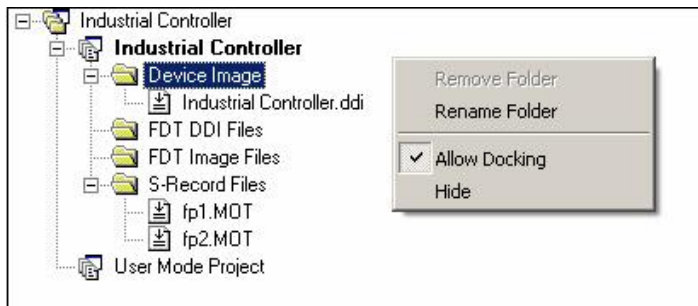 Industrial Controller
Industrial Controller
Device Image
Industrial Controller.ddi
FDT DDI Files
FDT Image Files
S-Record Files
fp1.MOT
fp2.MOT
User Mode Project
Remove Folder
Rename Folder
Allow Docking
Hide